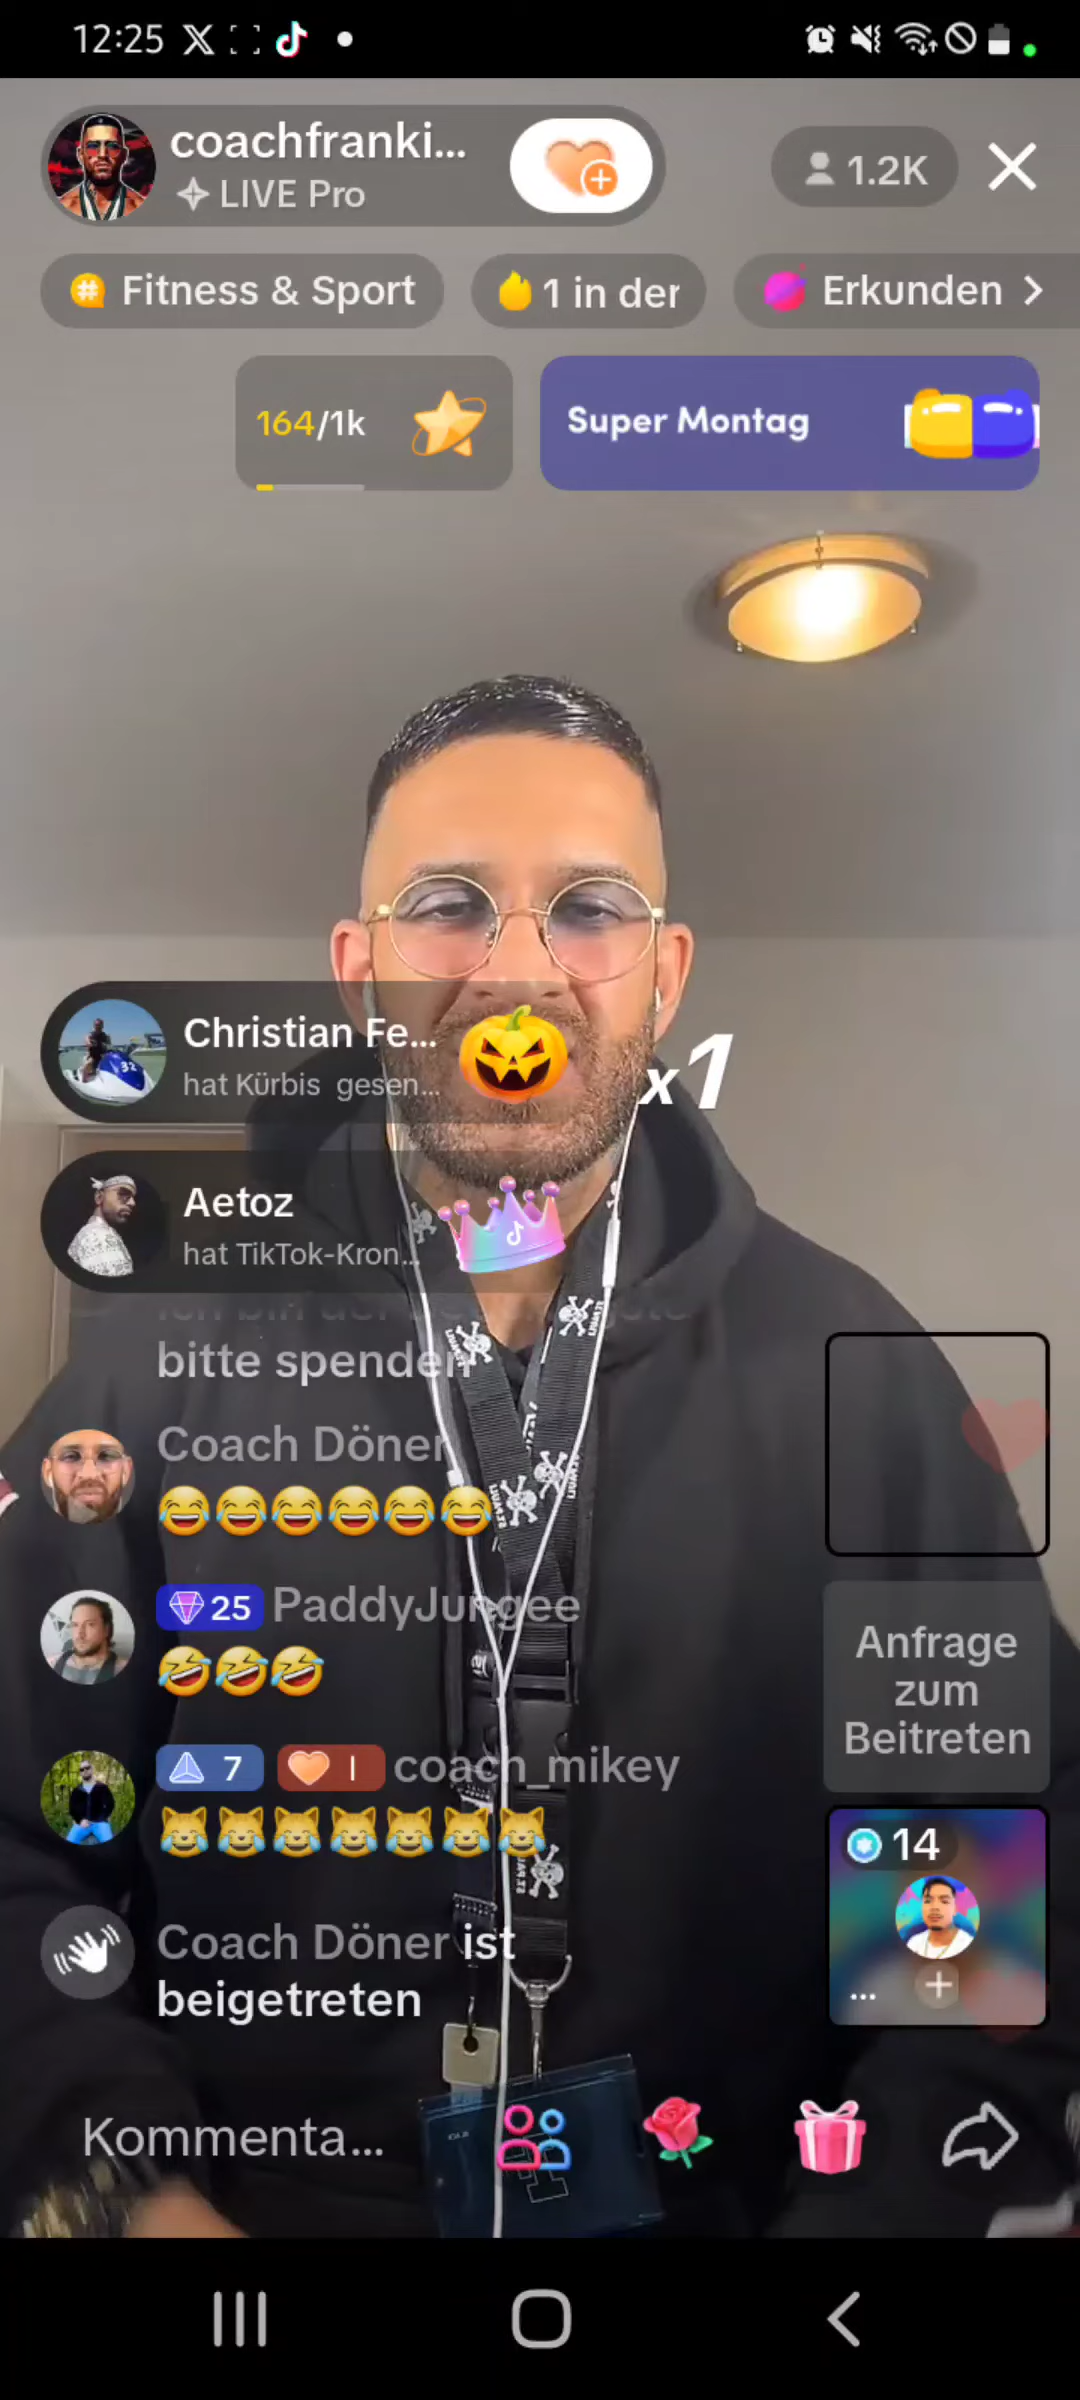 12:25
coachfranki...
LIVE Pro
1.2K
Fitness & Sport
1 in der
Erkunden >
164/1k
Super Montag
Christian Fe...
hat Kürbis gesen...
x1
Aetoz
hat TikTok-Kron...
bitte spenden
Coach Döner
😂😂😂😂😂😂
25 PaddyJungee
🤣🤣🤣
7 I coach_mikey
😹😹😹😹😹😹😹
Coach Döner ist
beigetreten
Anfrage
zum
Beitreten
14
...
Kommenta...